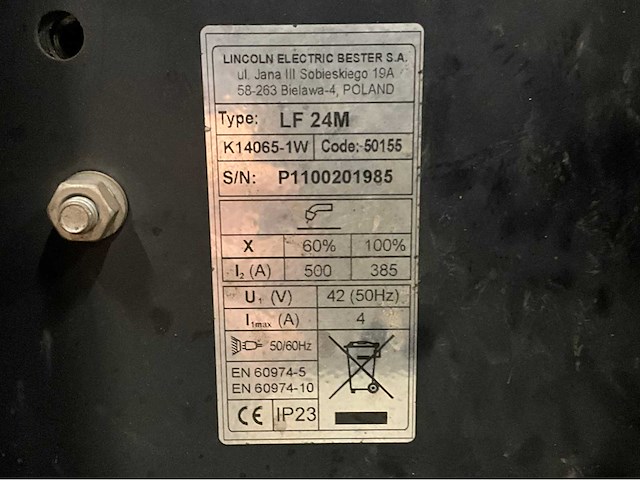 LINCOLN ELECTRIC BESTER S.A.
ul. Jana III Sobieskiego 19A
58-263 Bielawa-4, POLAND
Type: LF 24M
K14065-1W Code: 50155
S/N: P1100201985
X 60% 100%
I₂ (A) 500 385
U₁ (V) 42 (50Hz)
I₁max (A) 4
50/60Hz
EN 60974-5
EN 60974-10
CE IP23